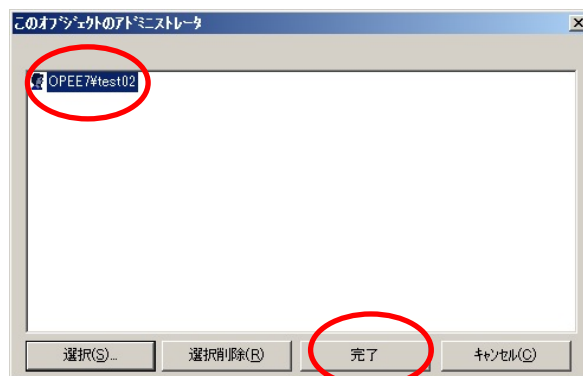 このｵﾌﾞｼﾞｪｸﾄのｱﾄﾞﾐﾆｽﾄﾚｰﾀ
OPEE7¥test02
選択(S)...
選択削除(R)
完了
ｷｬﾝｾﾙ(C)